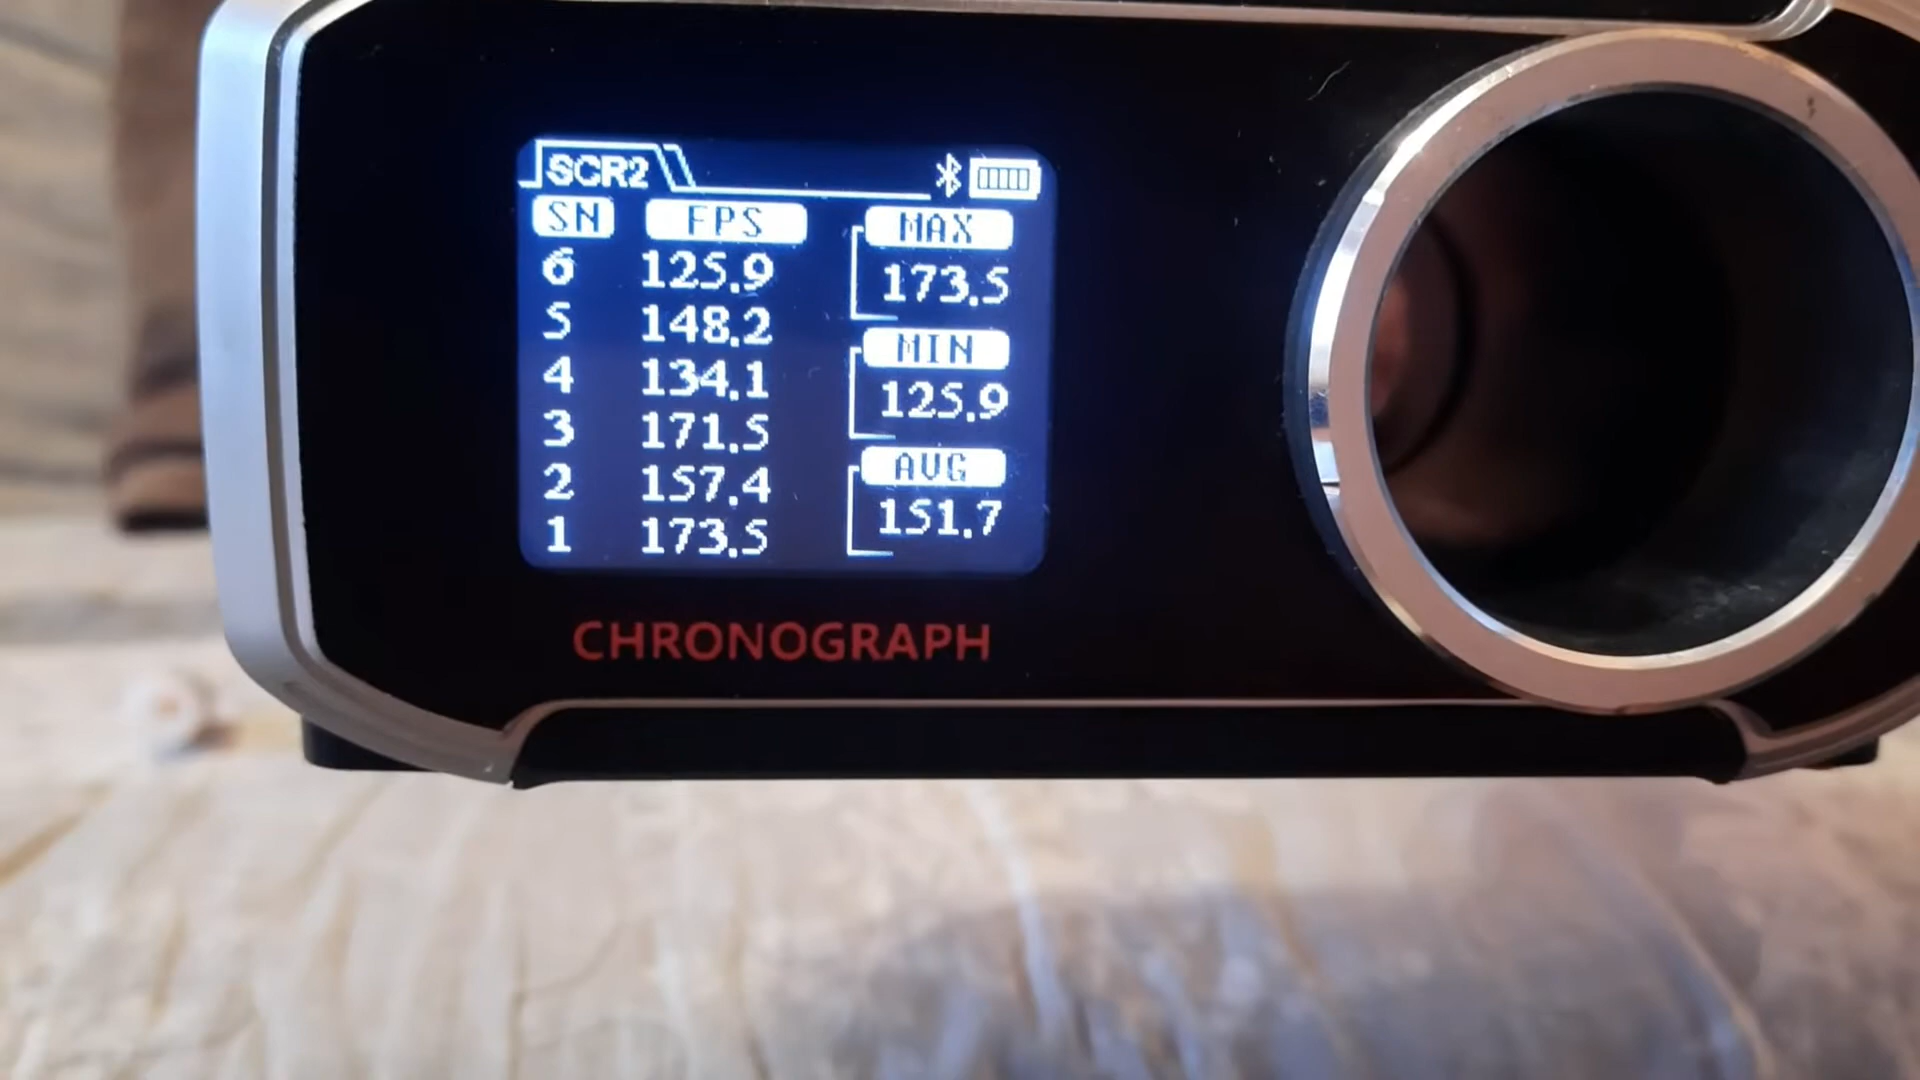 SCR2
SN FPS MAX
6 125.9 173.5
5 148.2 MIN
4 134.1 125.9
3 171.5 AVG
2 157.4 151.7
1 173.5
CHRONOGRAPH